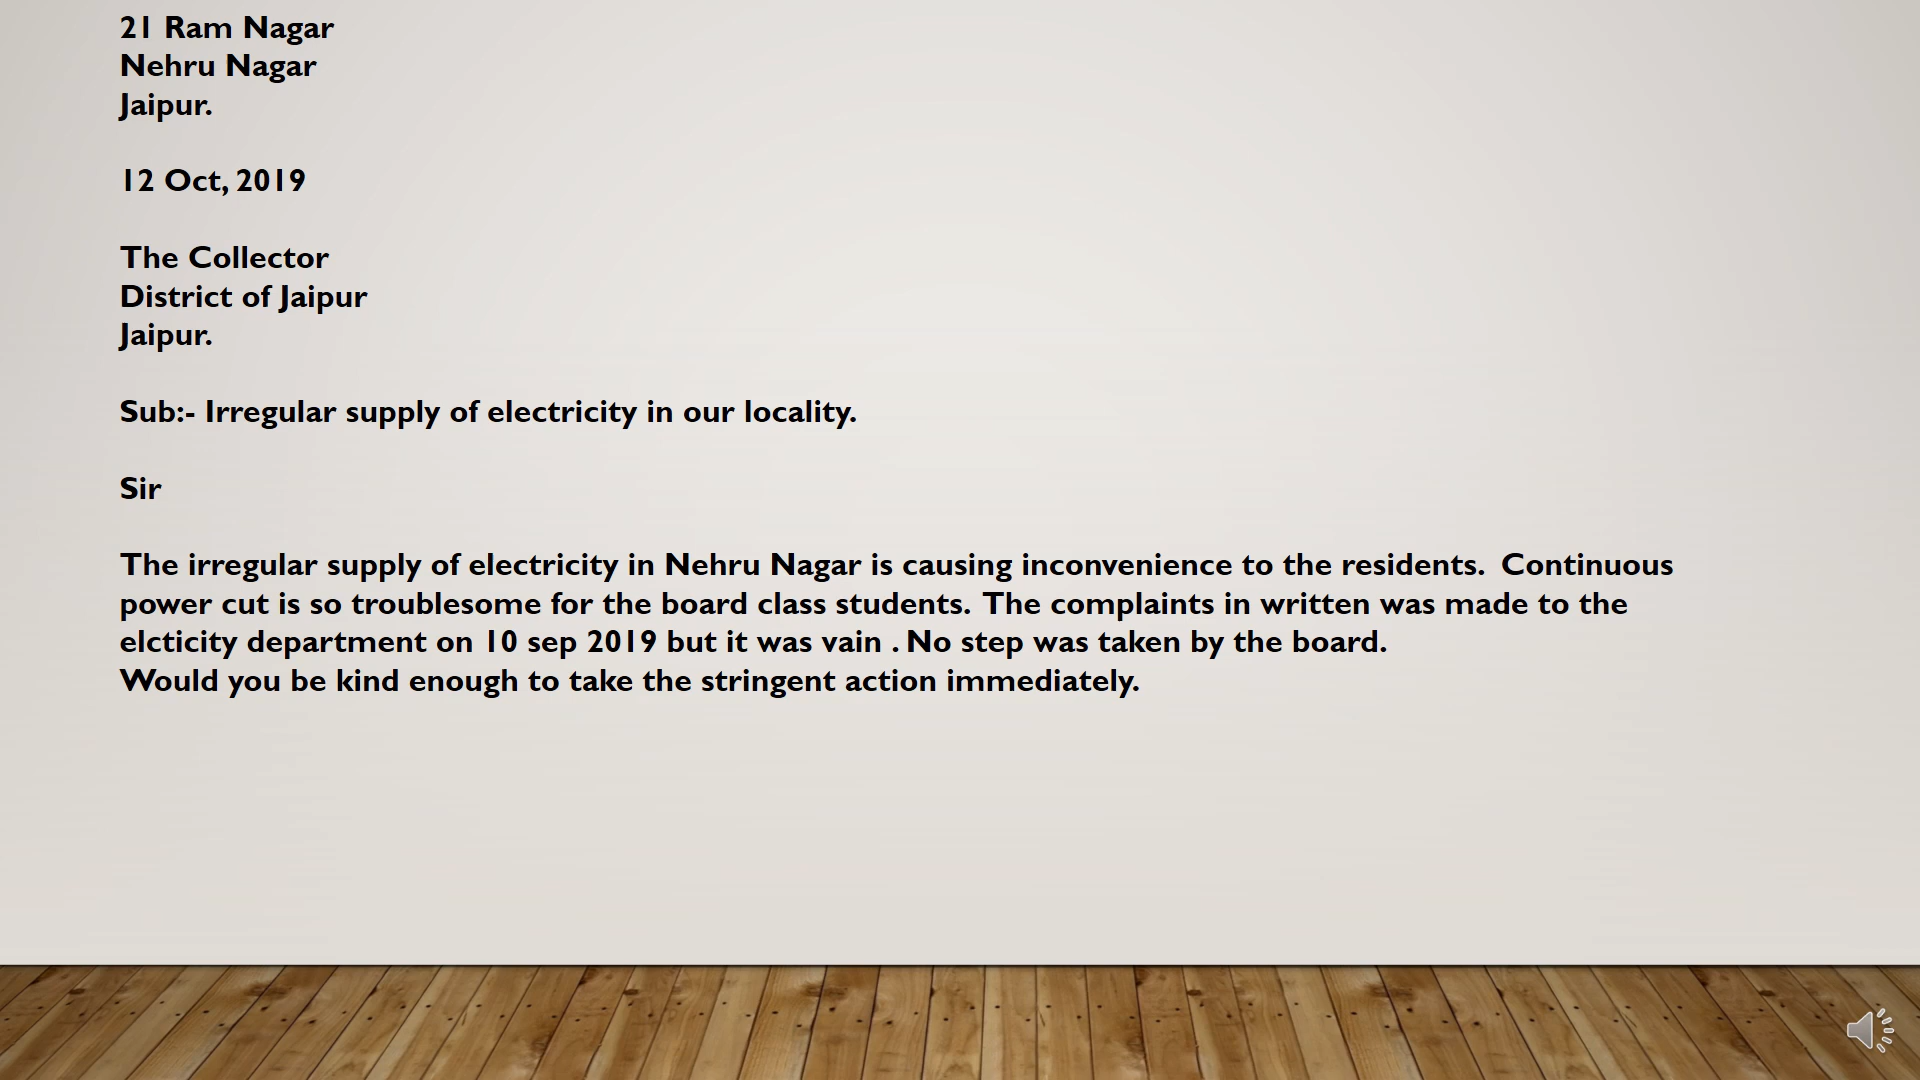 21 Ram Nagar
Nehru Nagar
Jaipur.
12 Oct, 2019
The Collector
District of Jaipur
Jaipur.
Sub:- Irregular supply of electricity in our locality.
Sir
The irregular supply of electricity in Nehru Nagar is causing inconvenience to the residents.  Continuous
power cut is so troublesome for the board class students.  The complaints in written was made to the
elcticity department on 10 sep 2019 but it was vain . No step was taken by the board.
Would you be kind enough to take the stringent action immediately.